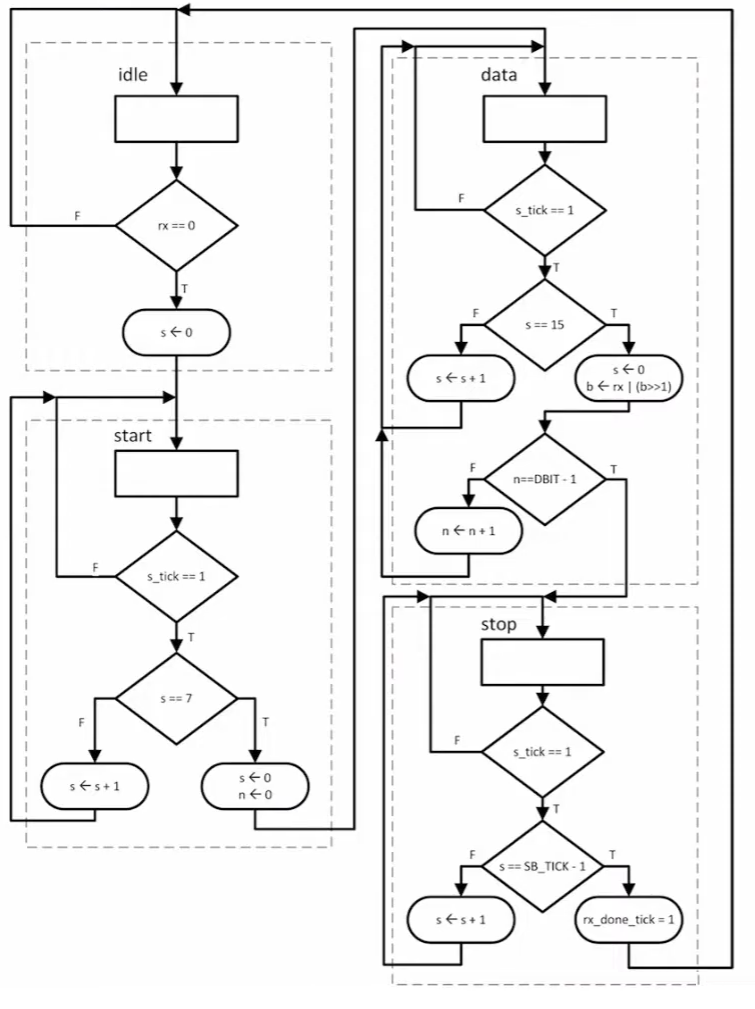 idle
rx == 0
F
T
s ← 0
start
s_tick == 1
F
T
s == 7
F
T
s ← s + 1
s ← 0
n ← 0
data
s_tick == 1
F
T
s == 15
F
T
s ← s + 1
s ← 0
b ← rx | (b>>1)
n==DBIT - 1
F
T
n ← n + 1
stop
s_tick == 1
F
T
s == SB_TICK - 1
F
T
s ← s + 1
rx_done_tick = 1